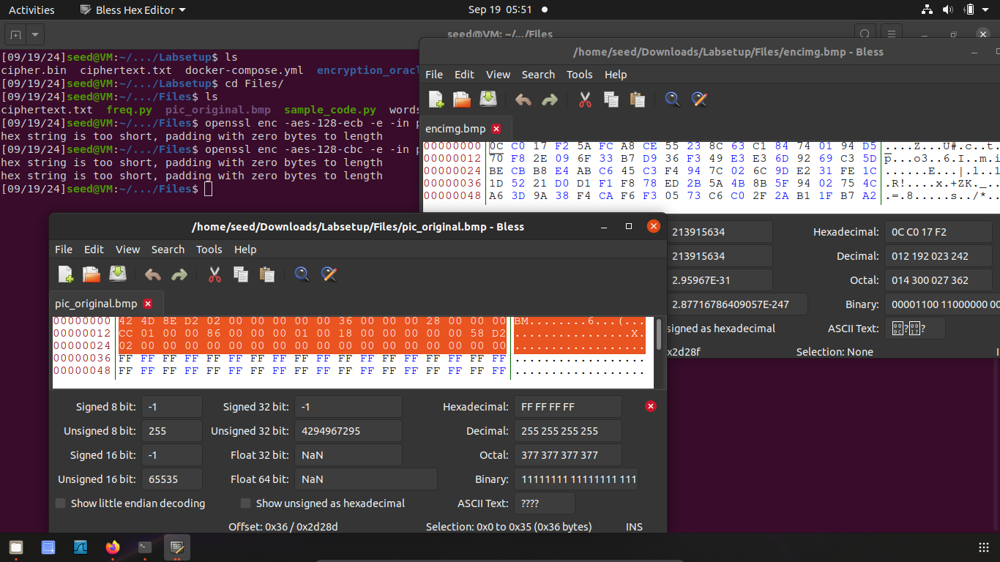 Activities
Bless Hex Editor
Sep 19 05:51
seed@VM: ~/.../Files
[09/19/24]seed@VM:~/.../Labsetup$ ls
cipher.bin ciphertext.txt docker-compose.yml encryption_oracl
[09/19/24]seed@VM:~/.../Labsetup$ cd Files/
[09/19/24]seed@VM:~/.../Files$ ls
ciphertext.txt freq.py pic_original.bmp sample_code.py words
[09/19/24]seed@VM:~/.../Files$ openssl enc -aes-128-ecb -e -in p
hex string is too short, padding with zero bytes to length
[09/19/24]seed@VM:~/.../Files$ openssl enc -aes-128-cbc -e -in p
hex string is too short, padding with zero bytes to length
hex string is too short, padding with zero bytes to length
[09/19/24]seed@VM:~/.../Files$
/home/seed/Downloads/Labsetup/Files/encimg.bmp - Bless
File Edit View Search Tools Help
encimg.bmp
00000000 0C C0 17 F2 5A FC A8 CE 55 23 8C 63 C1 84 74 01 94 D5 ....Z...U#.c..t.
00000012 70 F8 2E 09 6F 33 B7 D9 36 F3 49 E3 E3 6D 92 69 C3 5D p...o3..6.I..m.i
00000024 BE CB B8 E4 AB C6 45 C3 F4 94 7C 02 6C 9D E2 31 FE 1C ......E...|.l..1
00000036 1D 52 21 D0 D1 F1 F8 78 ED 2B 5A 4B 8B 5F 94 02 75 4C .R!....x.+ZK._..
00000048 A6 3D 9A 38 F4 CA F6 F3 05 73 C6 C0 2F 2A B1 1F B7 A2 .=.8.....s../*..
213915634 Hexadecimal: 0C C0 17 F2
213915634 Decimal: 012 192 023 242
2.95967E-31 Octal: 014 300 027 362
2.87716786409057E-247 Binary: 00001100 11000000 00
signed as hexadecimal ASCII Text: ??
x2d28f Selection: None
/home/seed/Downloads/Labsetup/Files/pic_original.bmp - Bless
File Edit View Search Tools Help
pic_original.bmp
00000000 42 4D 8E D2 02 00 00 00 00 00 36 00 00 00 28 00 00 00 BM........6...(...
00000012 CC 01 00 00 86 00 00 00 01 00 18 00 00 00 00 00 58 D2 ................X.
00000024 02 00 00 00 00 00 00 00 00 00 00 00 00 00 00 00 00 00 ..................
00000036 FF FF FF FF FF FF FF FF FF FF FF FF FF FF FF FF FF FF ..................
00000048 FF FF FF FF FF FF FF FF FF FF FF FF FF FF FF FF FF FF ..................
Signed 8 bit: -1 Signed 32 bit: -1 Hexadecimal: FF FF FF FF
Unsigned 8 bit: 255 Unsigned 32 bit: 4294967295 Decimal: 255 255 255 255
Signed 16 bit: -1 Float 32 bit: NaN Octal: 377 377 377 377
Unsigned 16 bit: 65535 Float 64 bit: NaN Binary: 11111111 11111111 111
Show little endian decoding Show unsigned as hexadecimal ASCII Text: ????
Offset: 0x36 / 0x2d28d Selection: 0x0 to 0x35 (0x36 bytes) INS